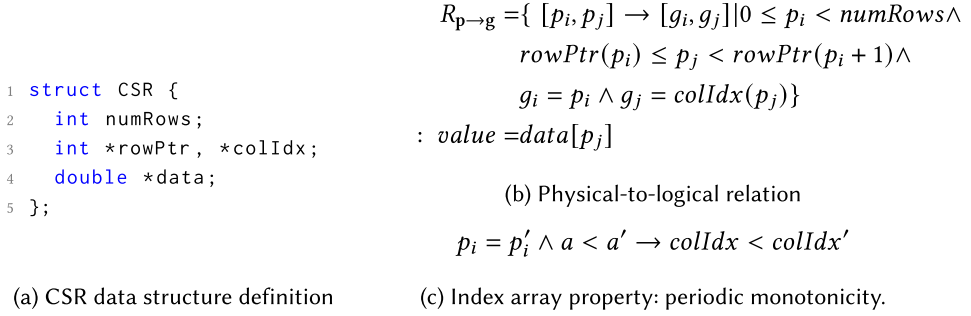 1 struct CSR {
2 int numRows;
3 int *rowPtr, *colIdx;
4 double *data;
5 };
(a) CSR data structure definition
R_{p→g} ={ [p_i, p_j] → [g_i, g_j]|0 ≤ p_i < numRows∧
rowPtr(p_i) ≤ p_j < rowPtr(p_i + 1)∧
g_i = p_i ∧ g_j = colIdx(p_j)}
: value =data[p_j]
(b) Physical-to-logical relation
p_i = p_i′ ∧ a < a′ → colIdx < colIdx′
(c) Index array property: periodic monotonicity.